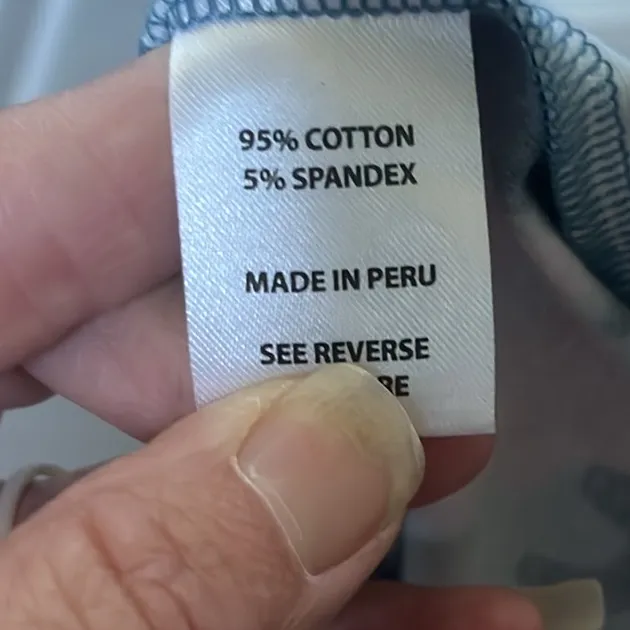 95% COTTON
5% SPANDEX
MADE IN PERU
SEE REVERSE